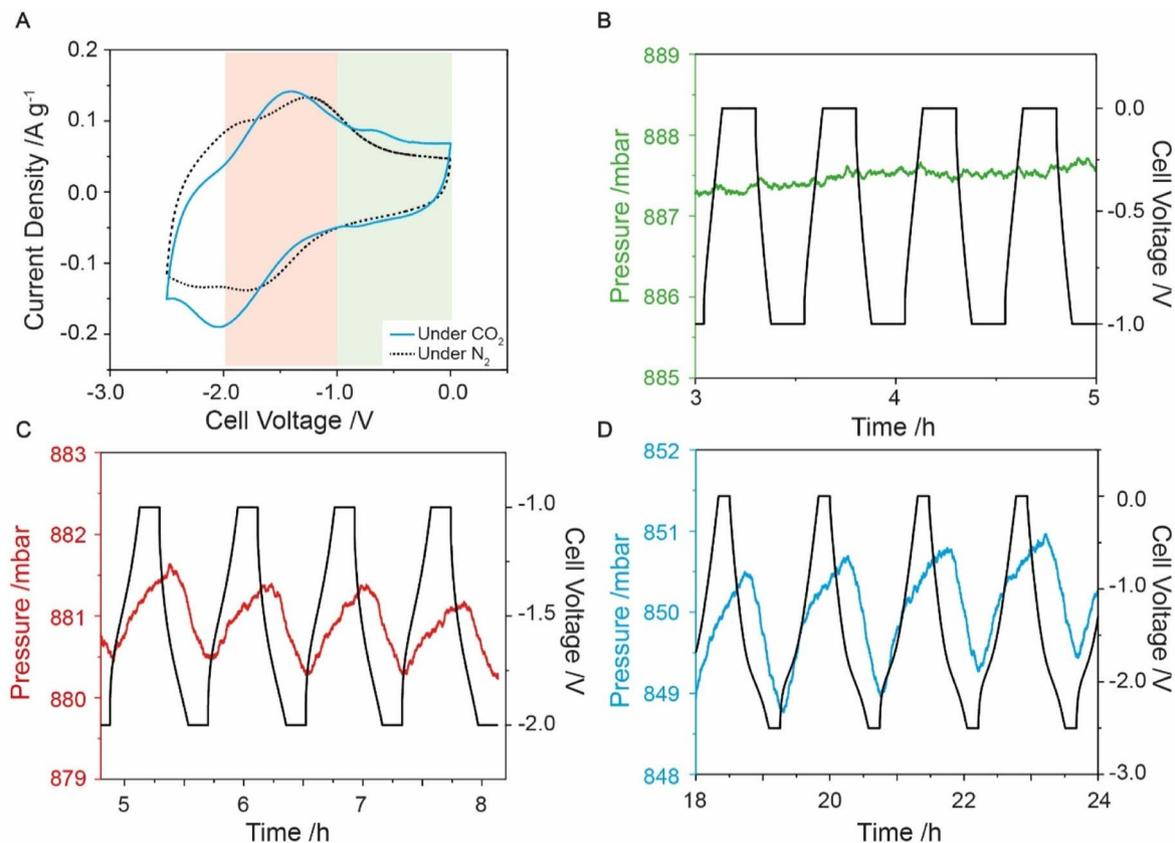 A
Current Density /A g⁻¹
0.2
0.1
0.0
-0.1
-0.2
Under CO₂
Under N₂
-3.0 -2.0 -1.0 0.0
Cell Voltage /V
B
Pressure /mbar
889
888
887
886
885
0.0
-0.5
-1.0
Cell Voltage /V
3 4 5
Time /h
C
Pressure /mbar
883
882
881
880
879
-1.0
-1.5
-2.0
Cell Voltage /V
5 6 7 8
Time /h
D
Pressure /mbar
852
851
850
849
848
0.0
-1.0
-2.0
-3.0
Cell Voltage /V
18 20 22 24
Time /h